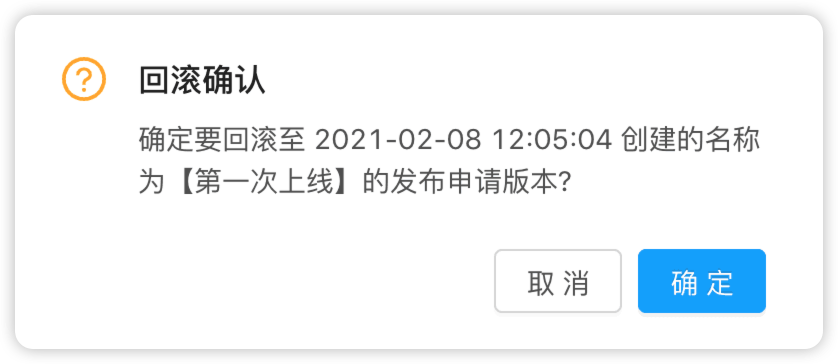 回滚确认
确定要回滚至 2021-02-08 12:05:04 创建的名称
为【第一次上线】的发布申请版本?
取 消
确 定